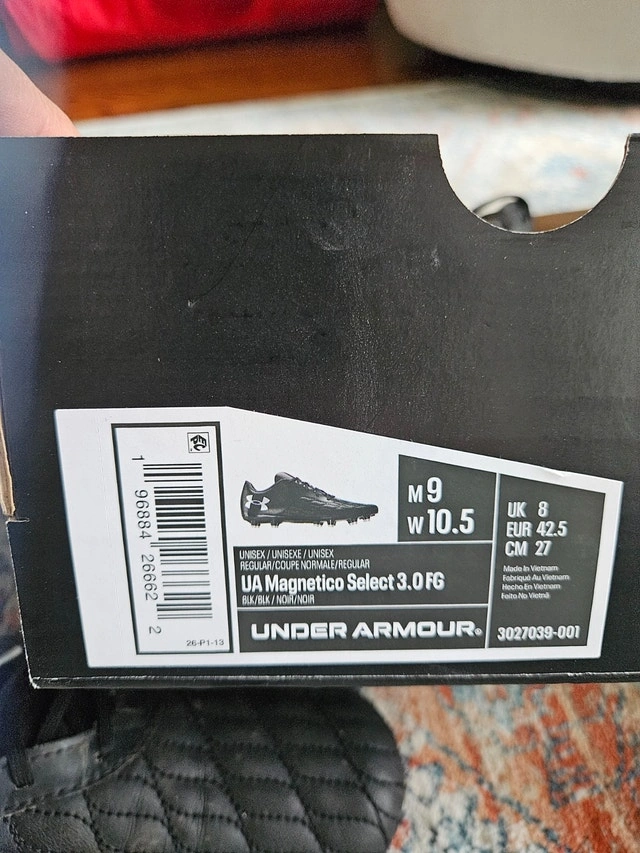 1 96884 26662 2
26-P1-13
M 9
W 10.5
UNISEX / UNISEXE / UNISEX
REGULAR/COUPE NORMALE/REGULAR
UA Magnetico Select 3.0 FG
BLK/BLK / NOIR/NOIR
UNDER ARMOUR®
UK 8
EUR 42.5
CM 27
Made In Vietnam
Fabriqué Au Vietnam
Hecho En Vietnam
Feito No Vietnã
3027039-001